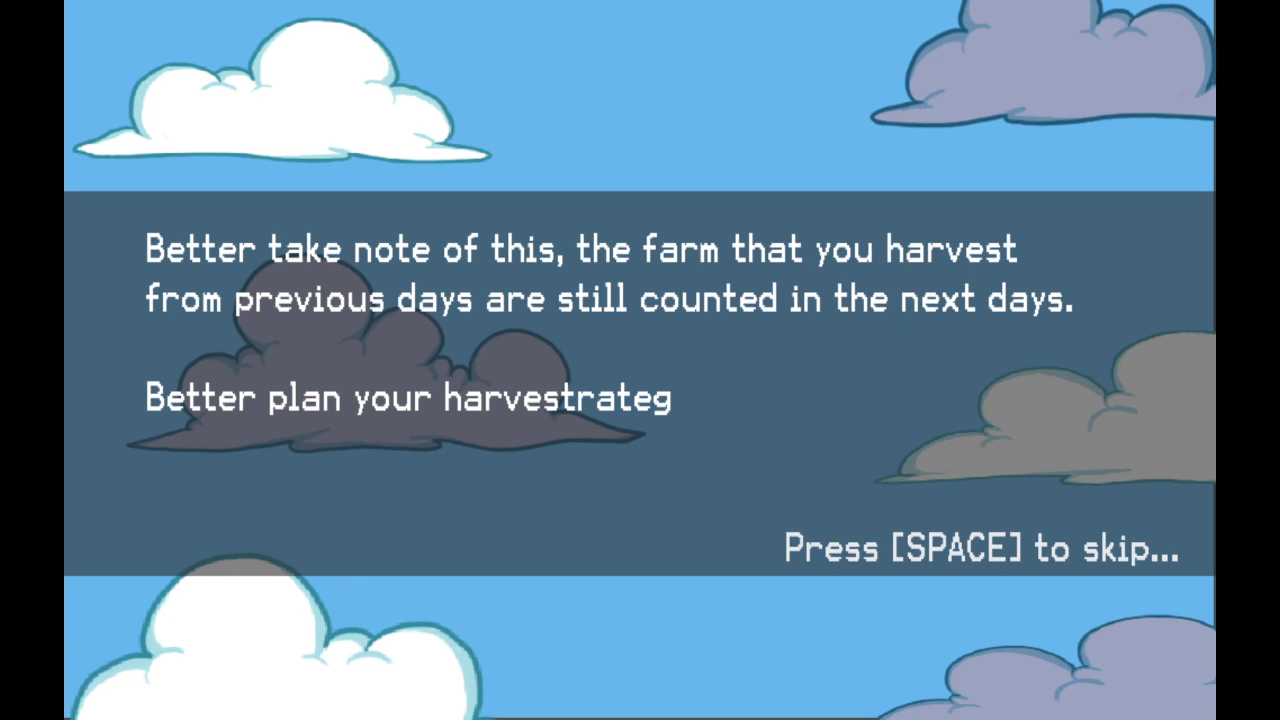 Better take note of this, the farm that you harvest
from previous days are still counted in the next days.
Better plan your harvestrateg
Press [SPACE] to skip...